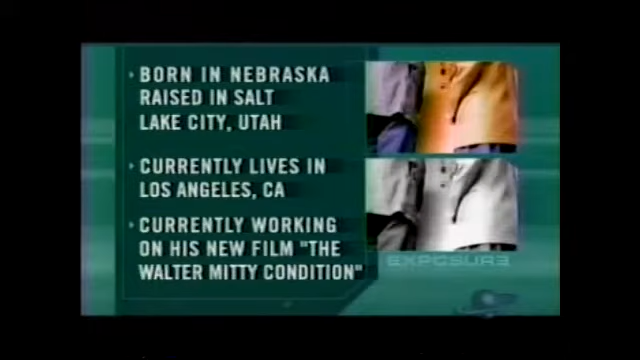 BORN IN NEBRASKA
RAISED IN SALT
LAKE CITY, UTAH
CURRENTLY LIVES IN
LOS ANGELES, CA
CURRENTLY WORKING
ON HIS NEW FILM "THE
WALTER MITTY CONDITION"
EXPOSUR3